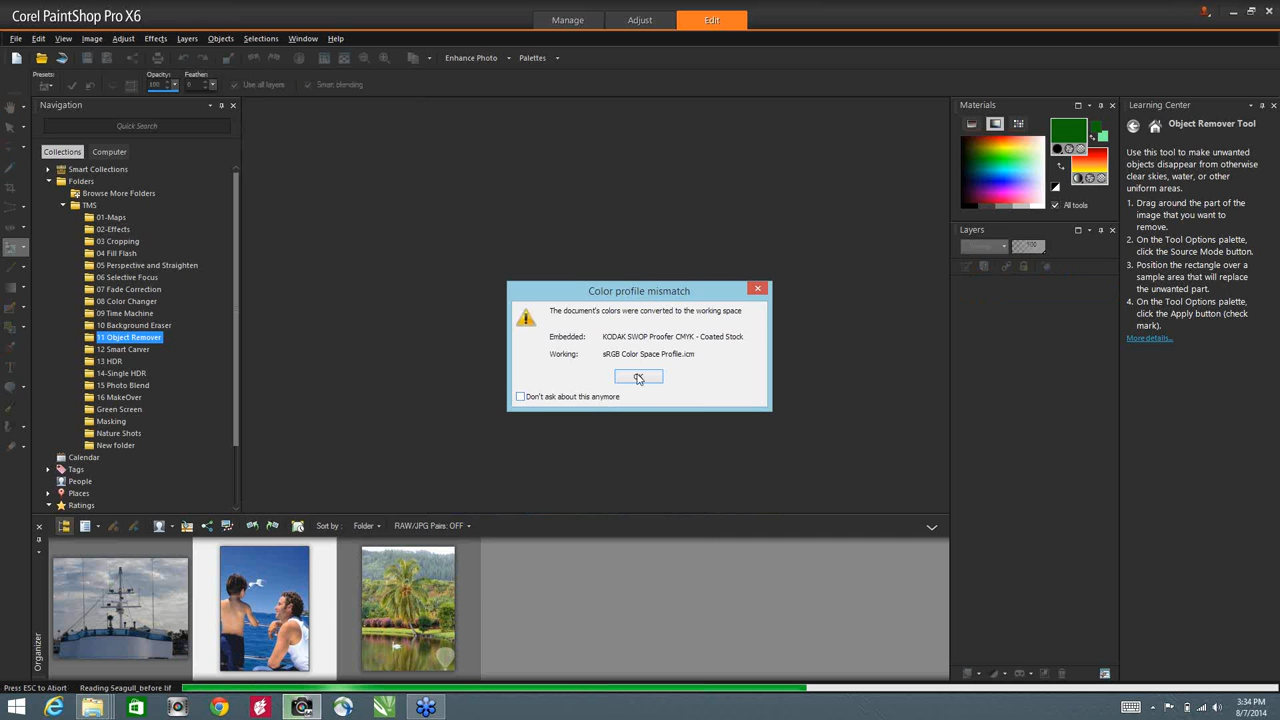 Corel PaintShop Pro X6
Manage
Adjust
Edit
File
Edit
View
Image
Adjust
Effects
Layers
Objects
Selections
Window
Help
Enhance Photo
Palettes
Presets:
Opacity:
100
Feather:
0
Use all layers
Smart blending
Navigation
Quick Search
Collections
Computer
Smart Collections
Folders
Browse More Folders
TMS
01-Maps
02-Effects
03 Cropping
04 Fill Flash
05 Perspective and Straighten
06 Selective Focus
07 Fade Correction
08 Color Changer
09 Time Machine
10 Background Eraser
11 Object Remover
12 Smart Carver
13 HDR
14-Single HDR
15 Photo Blend
16 MakeOver
Green Screen
Masking
Nature Shots
New folder
Calendar
Tags
People
Places
Ratings
Color profile mismatch
The document's colors were converted to the working space
Embedded: KODAK SWOP Proofer CMYK - Coated Stock
Working: sRGB Color Space Profile.icm
Don't ask about this anymore
Materials
All tools
Layers
100
Learning Center
Object Remover Tool
Use this tool to make unwanted
objects disappear from otherwise
clear skies, water, or other
uniform areas.
1. Drag around the part of the
image that you want to
remove.
2. On the Tool Options palette,
click the Source Mode button.
3. Position the rectangle over a
sample area that will replace
the unwanted part.
4. On the Tool Options palette,
click the Apply button (check
mark).
More details...
Sort by :
Folder
RAW/JPG Pairs: OFF
Organizer
Press ESC to Abort
Reading Seagull_before.tif
3:34 PM
8/7/2014